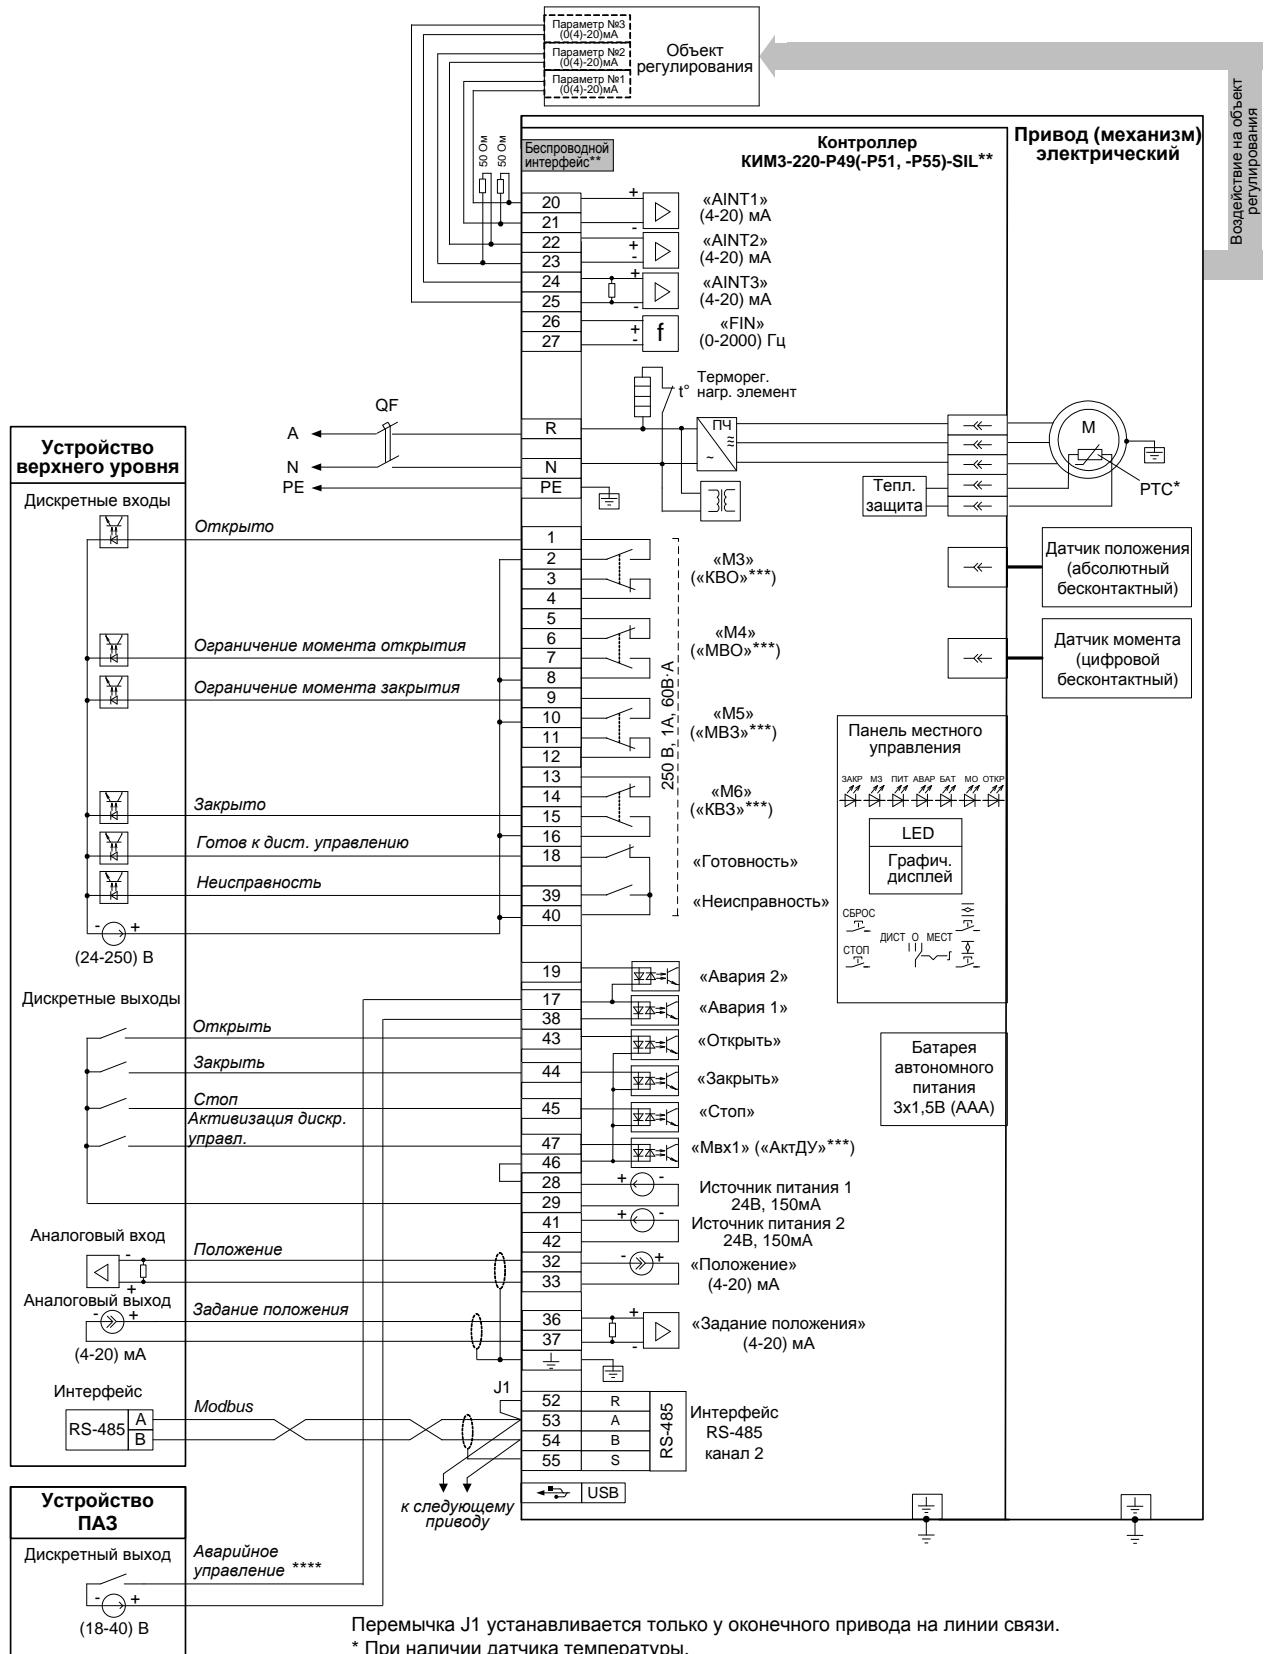 Параметр №3
(0(4)-20)мА
Параметр №2
(0(4)-20)мА
Параметр №1
(0(4)-20)мА
Объект
регулирования
Воздействие на объект
регулирования
50 Ом
50 Ом
Беспроводной
интерфейс**
Контроллер
КИМ3-220-Р49(-Р51, -Р55)-SIL**
Привод (механизм)
электрический
20
21
22
23
24
25
26
27
+
-
«AINT1»
(4-20) мА
+
-
«AINT2»
(4-20) мА
+
-
«AINT3»
(4-20) мА
+
-
f
«FIN»
(0-2000) Гц
t°
Терморег.
нагр. элемент
QF
A
N
PE
R
N
PE
ПЧ
~
М
PTC*
Тепл.
защита
Устройство
верхнего уровня
Дискретные входы
Открыто
Ограничение момента открытия
Ограничение момента закрытия
Закрыто
Готов к дист. управлению
Неисправность
- +
(24-250) В
1
2
3
4
5
6
7
8
9
10
11
12
13
14
15
16
18
39
40
«М3»
(«КВО»***)
«М4»
(«МВО»***)
«М5»
(«МВЗ»***)
«М6»
(«КВЗ»***)
250 В, 1А, 60В·А
«Готовность»
«Неисправность»
Датчик положения
(абсолютный
бесконтактный)
Датчик момента
(цифровой
бесконтактный)
Панель местного
управления
ЗАКР МЗ ПИТ АВАР БАТ МО ОТКР
LED
Графич.
дисплей
СБРОС
СТОП
ДИСТ О МЕСТ
Батарея
автономного
питания
3х1,5В (ААА)
Дискретные выходы
Открыть
Закрыть
Стоп
Активизация дискр.
управл.
19
17
38
43
44
45
47
46
28
29
41
42
32
33
36
37
«Авария 2»
«Авария 1»
«Открыть»
«Закрыть»
«Стоп»
«Мвх1» («АктДУ»***)
+ -
Источник питания 1
24В, 150мА
+ -
Источник питания 2
24В, 150мА
- +
«Положение»
(4-20) мА
+
-
«Задание положения»
(4-20) мА
Аналоговый вход
-
+
Положение
Аналоговый выход
- +
(4-20) мА
Задание положения
Интерфейс
RS-485
A
B
Modbus
J1
52 R
53 A
54 B
55 S
RS-485
Интерфейс
RS-485
канал 2
USB
к следующему
приводу
Устройство
ПАЗ
Дискретный выход
- +
(18-40) В
Аварийное
управление ****
Перемычка J1 устанавливается только у оконечного привода на линии связи.
* При наличии датчика температуры.